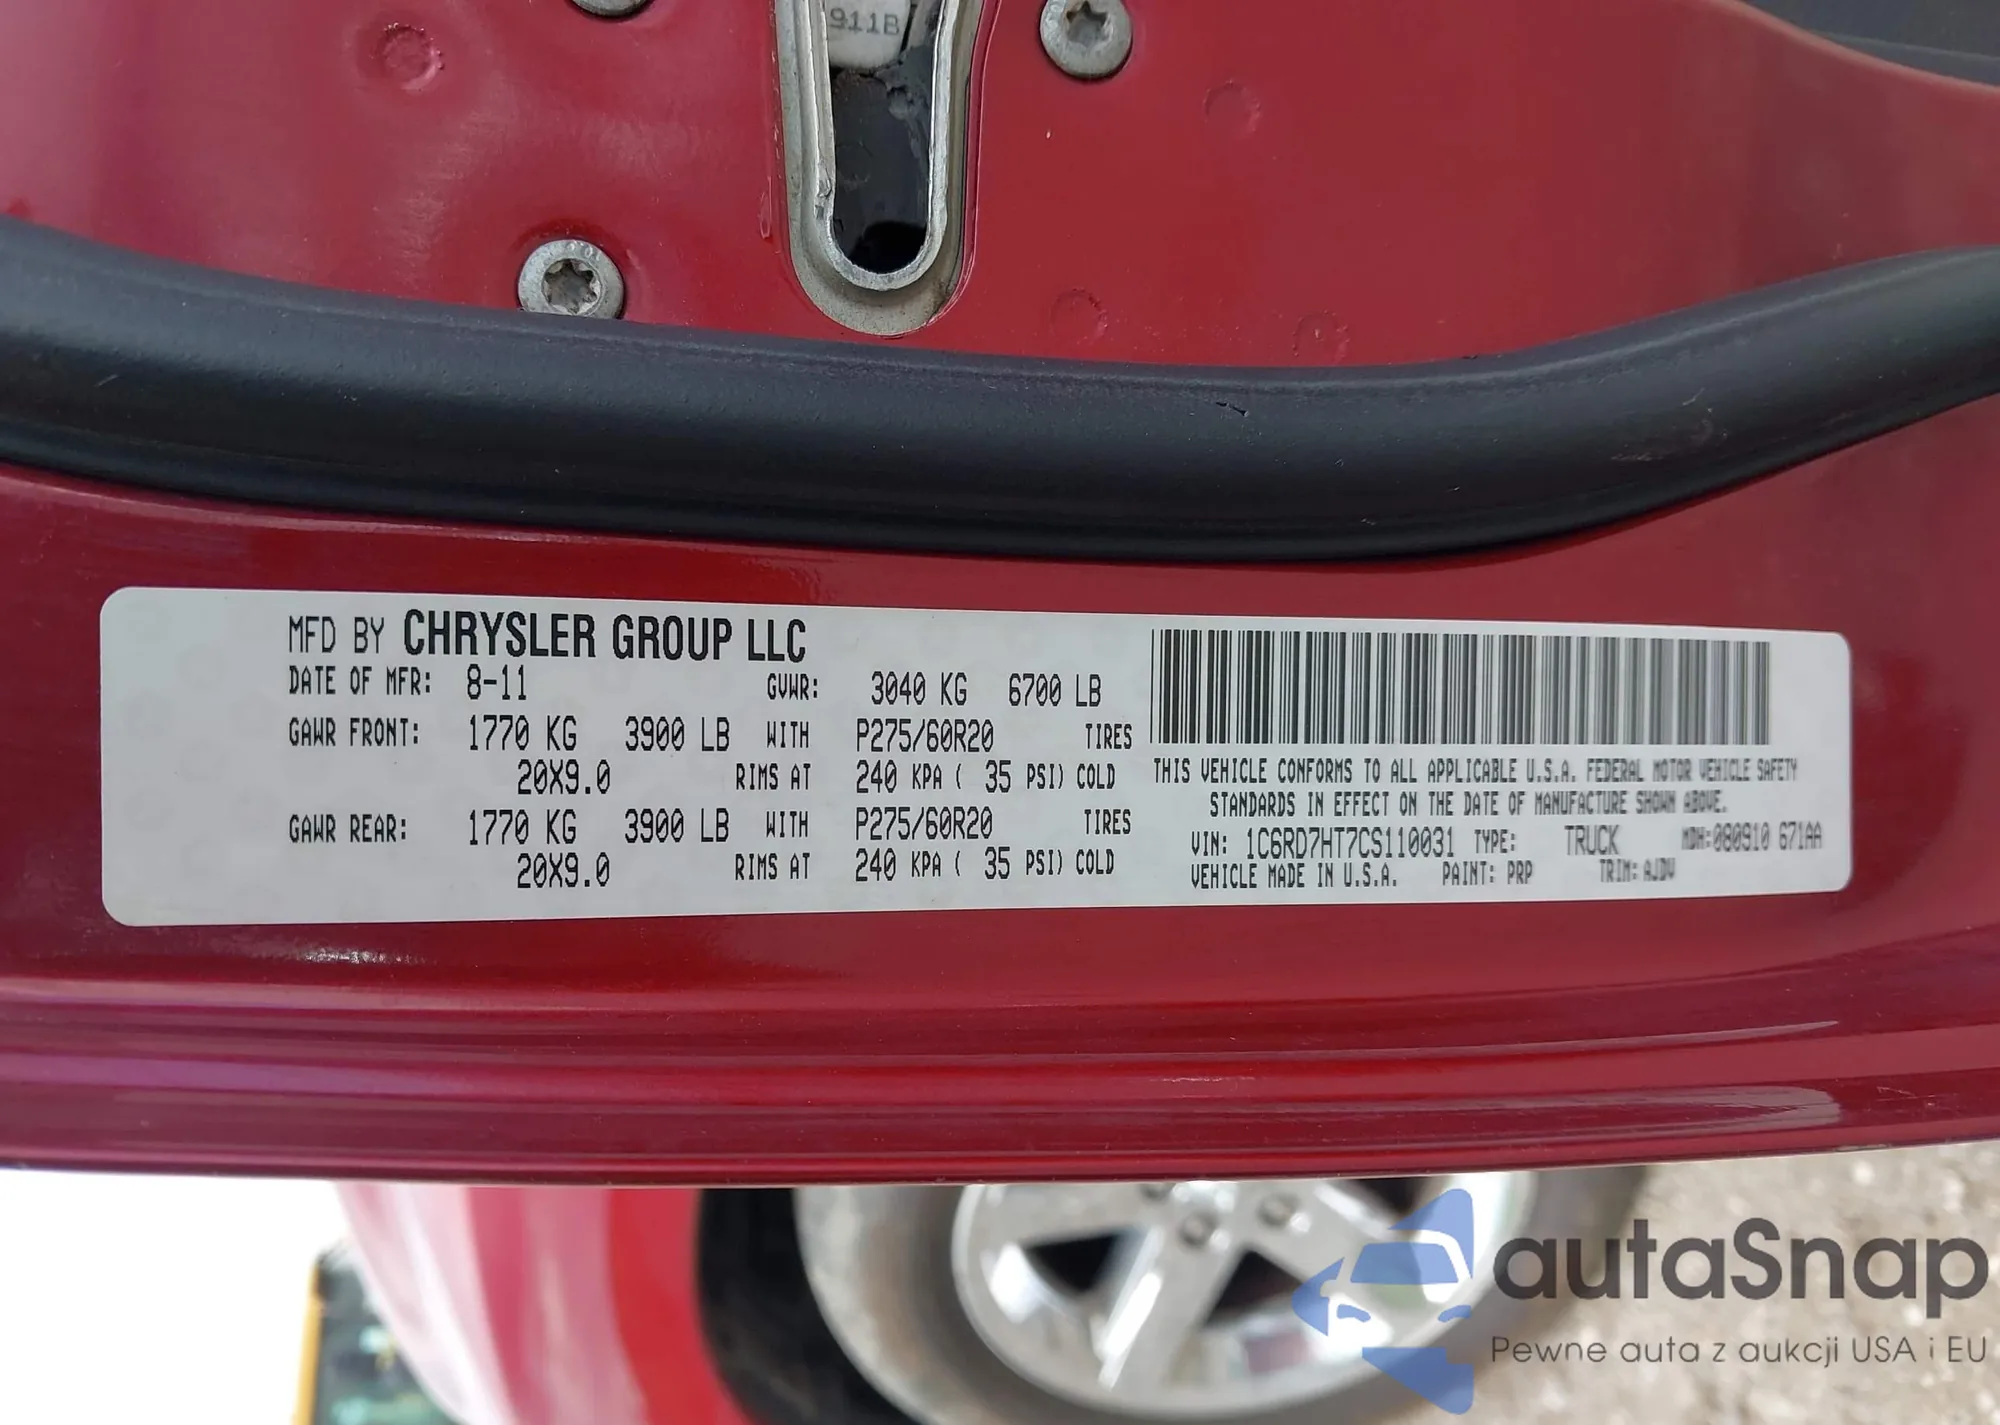 911B
MFD BY CHRYSLER GROUP LLC
DATE OF MFR: 8-11 GVWR: 3040 KG 6700 LB
GAWR FRONT: 1770 KG 3900 LB WITH P275/60R20 TIRES
20X9.0 RIMS AT 240 KPA ( 35 PSI) COLD
GAWR REAR: 1770 KG 3900 LB WITH P275/60R20 TIRES
20X9.0 RIMS AT 240 KPA ( 35 PSI) COLD
THIS VEHICLE CONFORMS TO ALL APPLICABLE U.S.A. FEDERAL MOTOR VEHICLE SAFETY
STANDARDS IN EFFECT ON THE DATE OF MANUFACTURE SHOWN ABOVE.
VIN: 1C6RD7HT7CS110031 TYPE: TRUCK MDH:080910 671AA
VEHICLE MADE IN U.S.A. PAINT: PRP TRIM: AJDV
autaSnap
Pewne auta z aukcji USA i EU